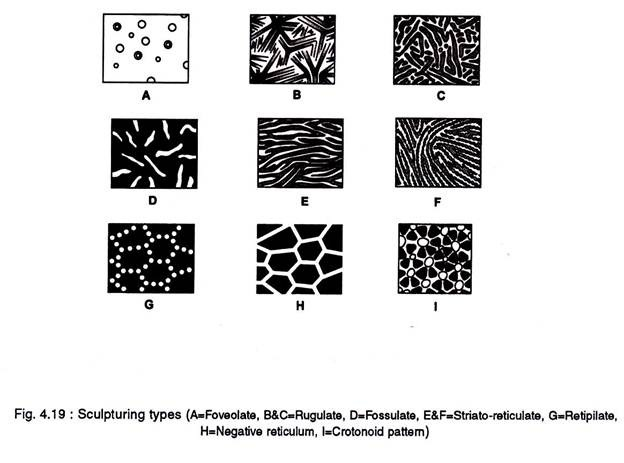 A
B
C
D
E
F
G
H
I
Fig. 4.19 : Sculpturing types (A=Foveolate, B&C=Rugulate, D=Fossulate, E&F=Striato-reticulate, G=Retipilate,
H=Negative reticulum, I=Crotonoid pattern)